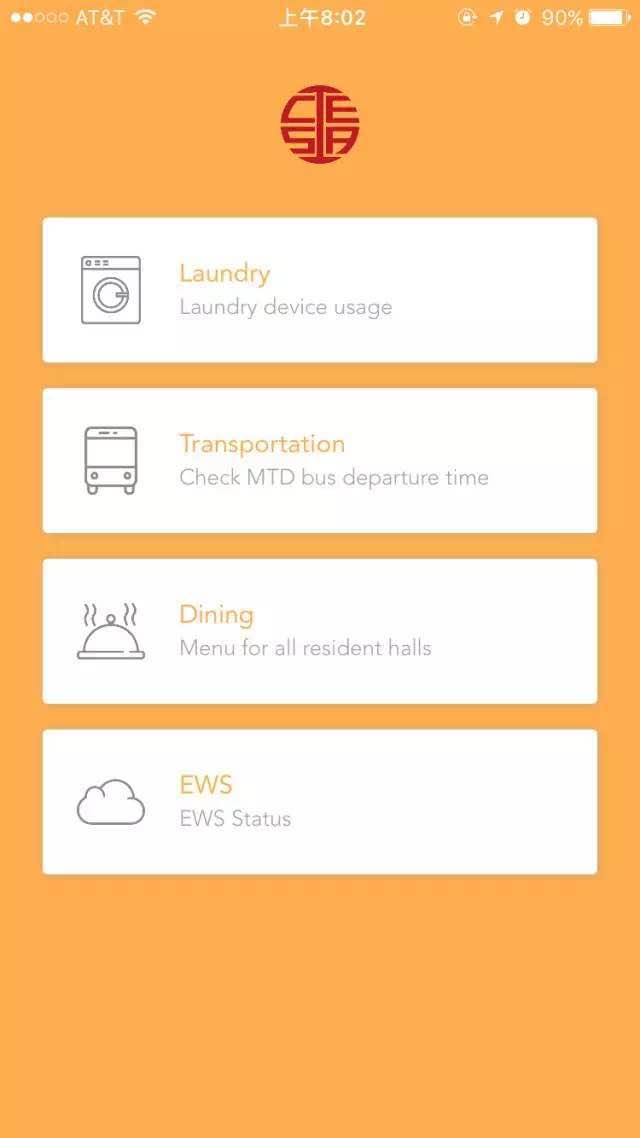 AT&T 上午8:02 90%
CESA
Laundry
Laundry device usage
Transportation
Check MTD bus departure time
Dining
Menu for all resident halls
EWS
EWS Status